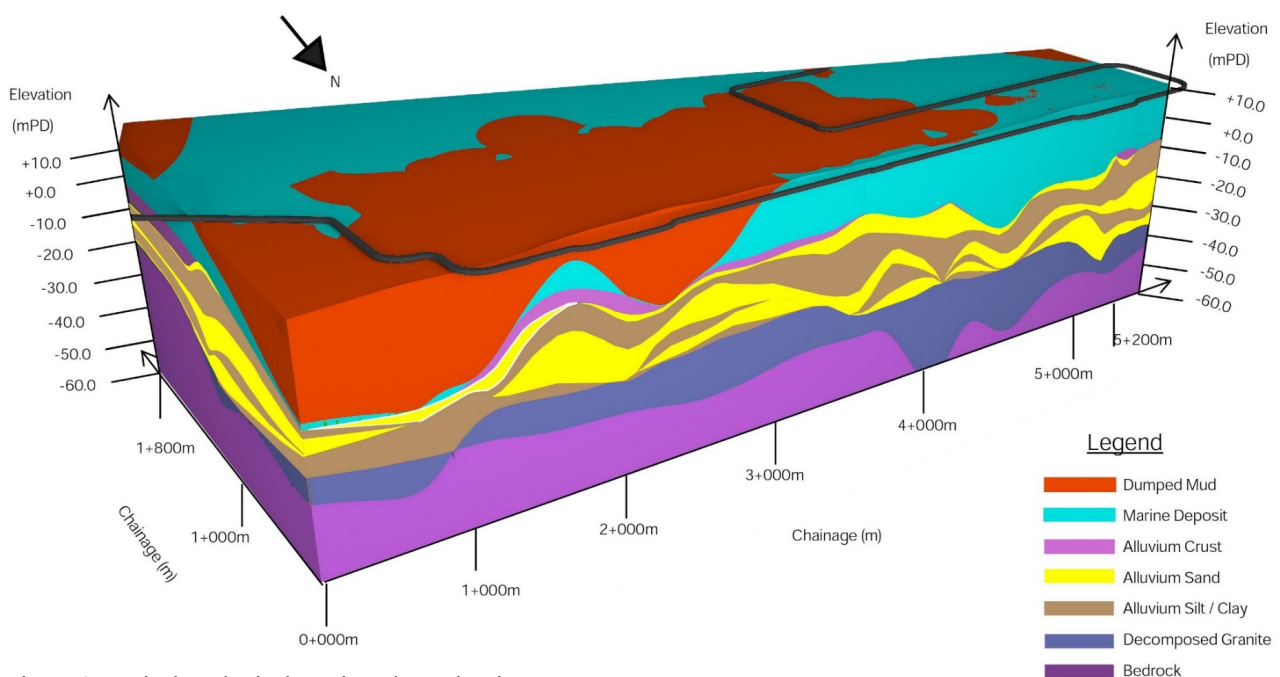 N
Elevation
(mPD)
+10.0
+0.0
-10.0
-20.0
-30.0
-40.0
-50.0
-60.0
Elevation
(mPD)
+10.0
+0.0
-10.0
-20.0
-30.0
-40.0
-50.0
-60.0
1+800m
1+000m
Chainage (m)
0+000m
1+000m
2+000m
3+000m
4+000m
5+000m
5+200m
Chainage (m)
Legend
Dumped Mud
Marine Deposit
Alluvium Crust
Alluvium Sand
Alluvium Silt / Clay
Decomposed Granite
Bedrock